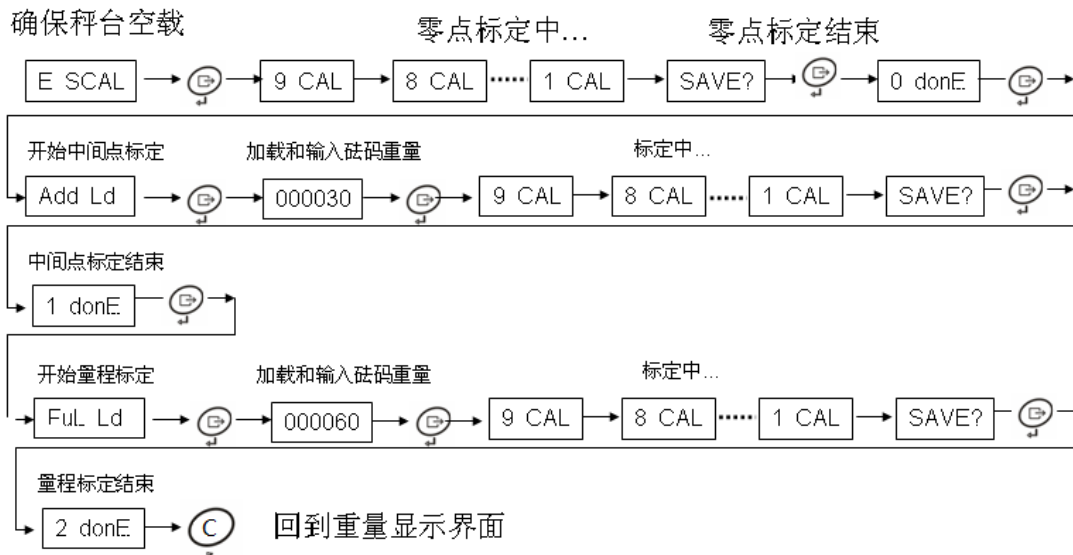 确保秤台空载 零点标定中... 零点标定结束
E SCAL 9 CAL 8 CAL 1 CAL SAVE? 0 donE
开始中间点标定 加载和输入砝码重量 标定中...
Add Ld 000030 9 CAL 8 CAL 1 CAL SAVE?
中间点标定结束
1 donE
开始量程标定 加载和输入砝码重量 标定中...
FuL Ld 000060 9 CAL 8 CAL 1 CAL SAVE?
量程标定结束
2 donE C 回到重量显示界面